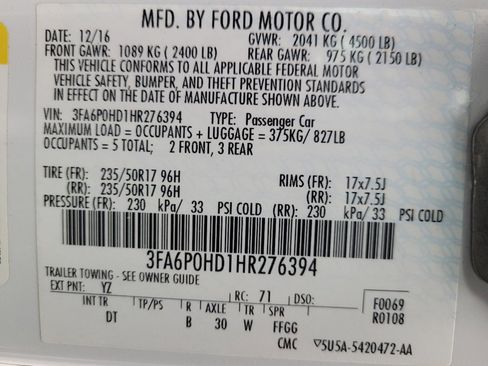 MFD. BY FORD MOTOR CO.
DATE: 12/16 GVWR: 2041 KG ( 4500 LB)
FRONT GAWR: 1089 KG ( 2400 LB) REAR GAWR: 975 KG ( 2150 LB)
THIS VEHICLE CONFORMS TO ALL APPLICABLE FEDERAL MOTOR
VEHICLE SAFETY, BUMPER, AND THEFT PREVENTION STANDARDS
IN EFFECT ON THE DATE OF MANUFACTURE SHOWN ABOVE.
VIN: 3FA6P0HD1HR276394 TYPE: Passenger Car
MAXIMUM LOAD = OCCUPANTS + LUGGAGE = 375KG/ 827LB
OCCUPANTS = 5 TOTAL; 2 FRONT, 3 REAR
TIRE (FR): 235/50R17 96H RIMS (FR): 17x7.5J
(RR): 235/50R17 96H (RR): 17x7.5J
PRESSURE (FR): 230 kPa/ 33 PSI COLD (RR): 230 kPa/ 33 PSI COLD
3FA6P0HD1HR276394
TRAILER TOWING - SEE OWNER GUIDE
EXT PNT: YZ RC: 71 DSO: F0069
INT TR TP/PS R AXLE TR SPR R0108
DT B 30 W FFGG
CMC ▽5U5A-5420472-AA